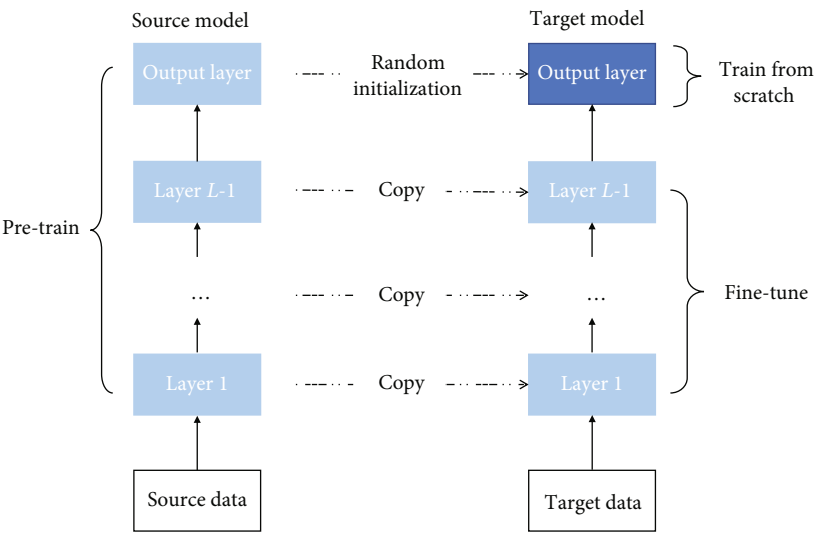 Source model
Target model
Output layer
Random
initialization
Output layer
Train from
scratch
Layer L-1
Copy
Layer L-1
Pre-train
...
Copy
...
Fine-tune
Layer 1
Copy
Layer 1
Source data
Target data